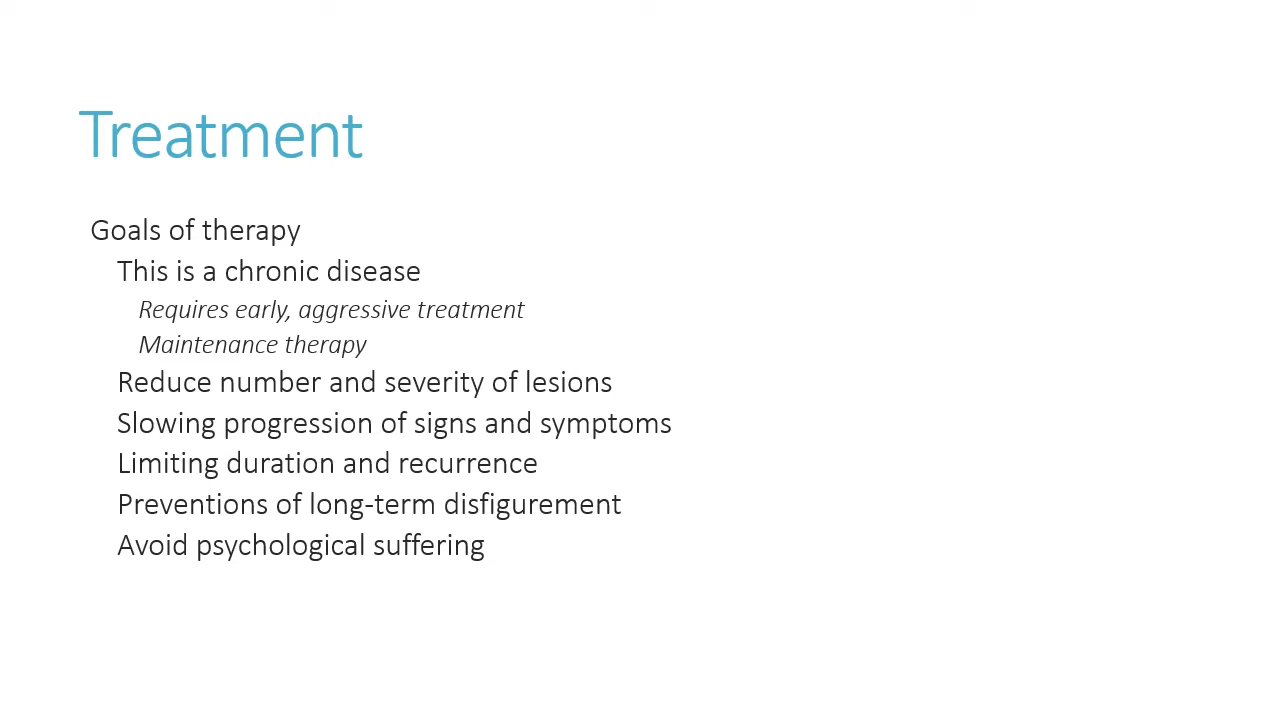 Treatment
Goals of therapy
This is a chronic disease
Requires early, aggressive treatment
Maintenance therapy
Reduce number and severity of lesions
Slowing progression of signs and symptoms
Limiting duration and recurrence
Preventions of long-term disfigurement
Avoid psychological suffering